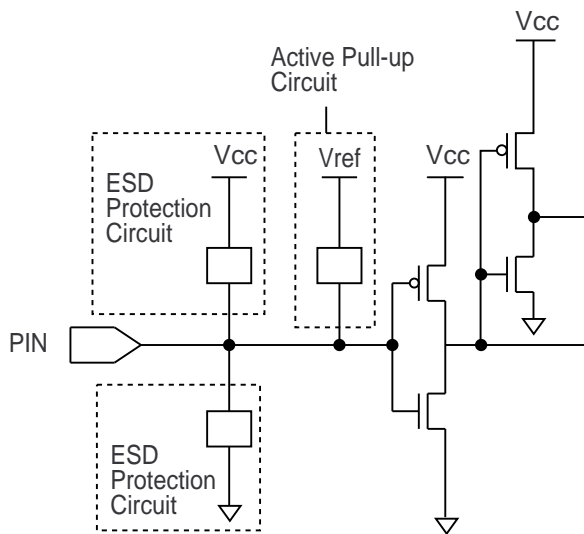 Vcc
Active Pull-up
Circuit
Vcc
Vref
Vcc
ESD
Protection
Circuit
PIN
ESD
Protection
Circuit